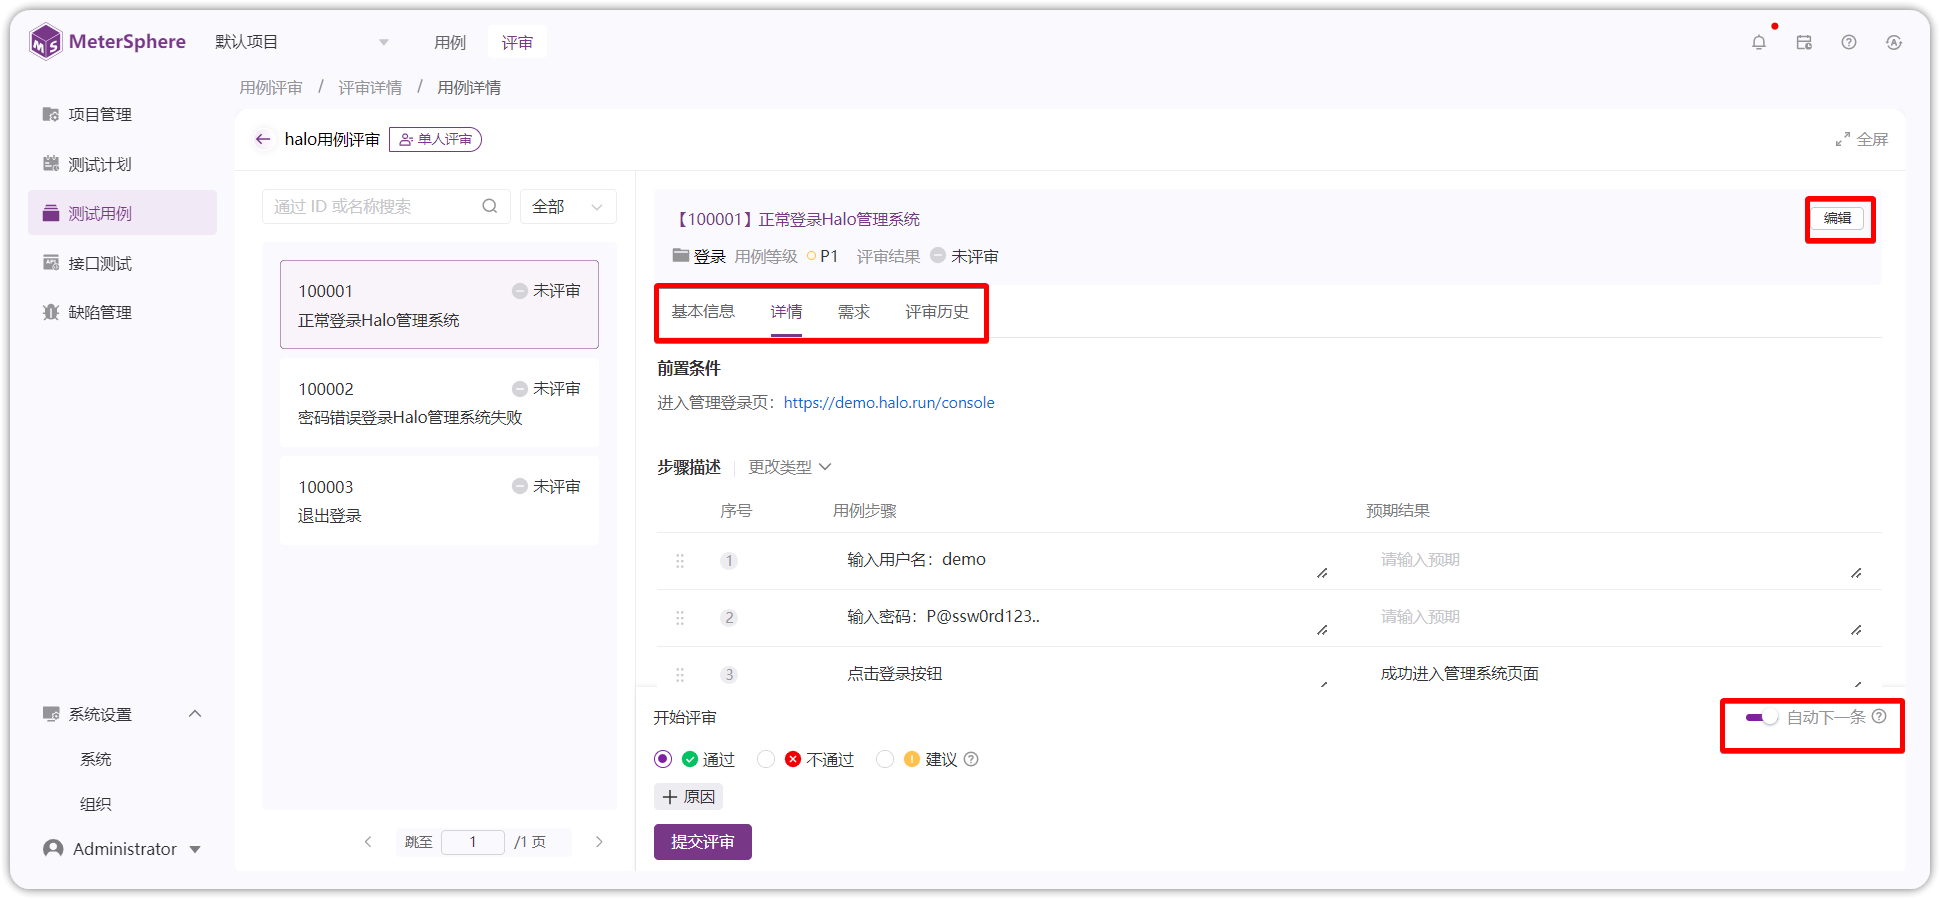 MeterSphere
默认项目
用例
评审
用例评审 / 评审详情 / 用例详情
项目管理
测试计划
测试用例
接口测试
缺陷管理
系统设置
系统
组织
Administrator
halo用例评审
单人评审
全屏
通过 ID 或名称搜索
全部
100001
未评审
正常登录Halo管理系统
100002
未评审
密码错误登录Halo管理系统失败
100003
未评审
退出登录
跳至 1 /1 页
【100001】正常登录Halo管理系统
编辑
登录 用例等级 P1 评审结果 未评审
基本信息 详情 需求 评审历史
前置条件
进入管理登录页：https://demo.halo.run/console
步骤描述 更改类型
序号 用例步骤 预期结果
1 输入用户名：demo 请输入预期
2 输入密码：P@ssw0rd123.. 请输入预期
3 点击登录按钮 成功进入管理系统页面
开始评审
自动下一条
通过 不通过 建议
原因
提交评审